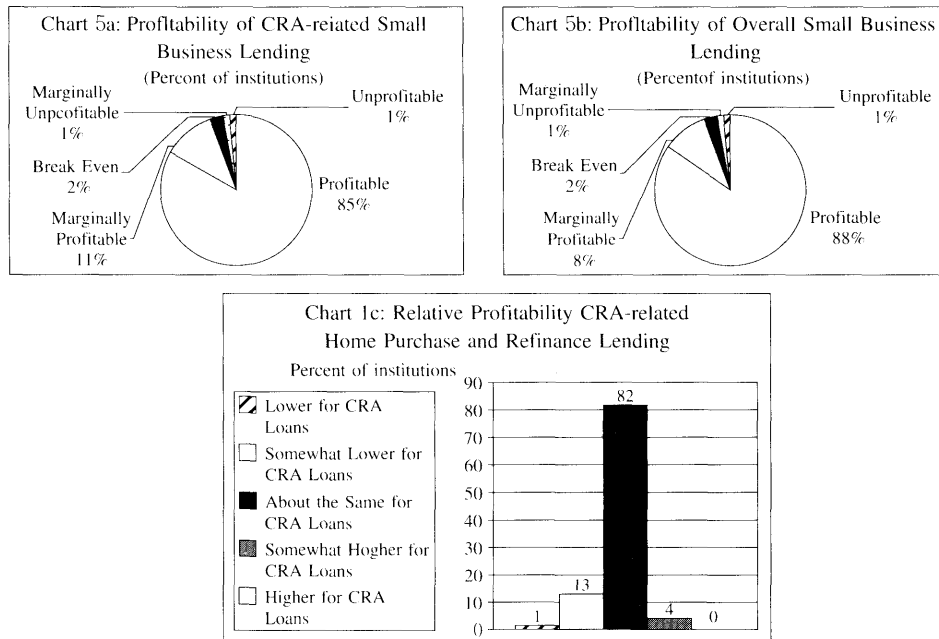 Chart 5a: Profltability of CRA-reiated Small
Business Lending
(Percent of institutions)
Marginally
Unpcofitable
1%
Unprofitable
1%
Break Even
2%
Profitable
85%
Marginally
Profitable
11%
Chart 5b: Profitability of Overall Small Business
Lending
(Percentof institutions)
Marginally
Unprofitable
1%
Unprofitable
1%
Break Even
2%
Profitable
88%
Marginally
Profitable
8%
Chart 1c: Relative Profitability CRA-related
Home Purchase and Refinance Lending
Percent of institutions
Lower for CRA
Loans
Somewhat Lower for
CRA Loans
About the Same for
CRA Loans
Somewhat Hogher for
CRA Loans
Higher for CRA
Loans
90
80
70
60
50
40
30
20
10
0
1
13
82
4
0